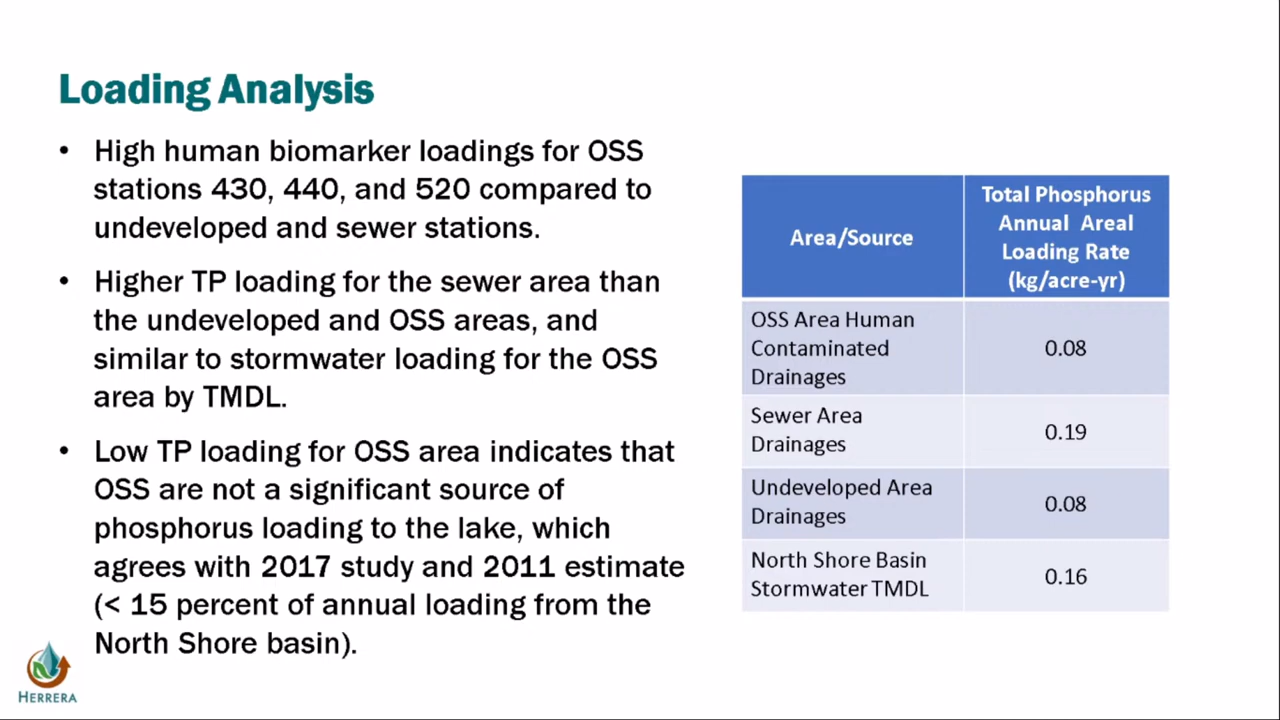 Loading Analysis
• High human biomarker loadings for OSS
stations 430, 440, and 520 compared to
undeveloped and sewer stations.
• Higher TP loading for the sewer area than
the undeveloped and OSS areas, and
similar to stormwater loading for the OSS
area by TMDL.
• Low TP loading for OSS area indicates that
OSS are not a significant source of
phosphorus loading to the lake, which
agrees with 2017 study and 2011 estimate
(< 15 percent of annual loading from the
North Shore basin).
Area/Source
Total Phosphorus
Annual Areal
Loading Rate
(kg/acre-yr)
OSS Area Human
Contaminated
Drainages
0.08
Sewer Area
Drainages
0.19
Undeveloped Area
Drainages
0.08
North Shore Basin
Stormwater TMDL
0.16
HERRERA